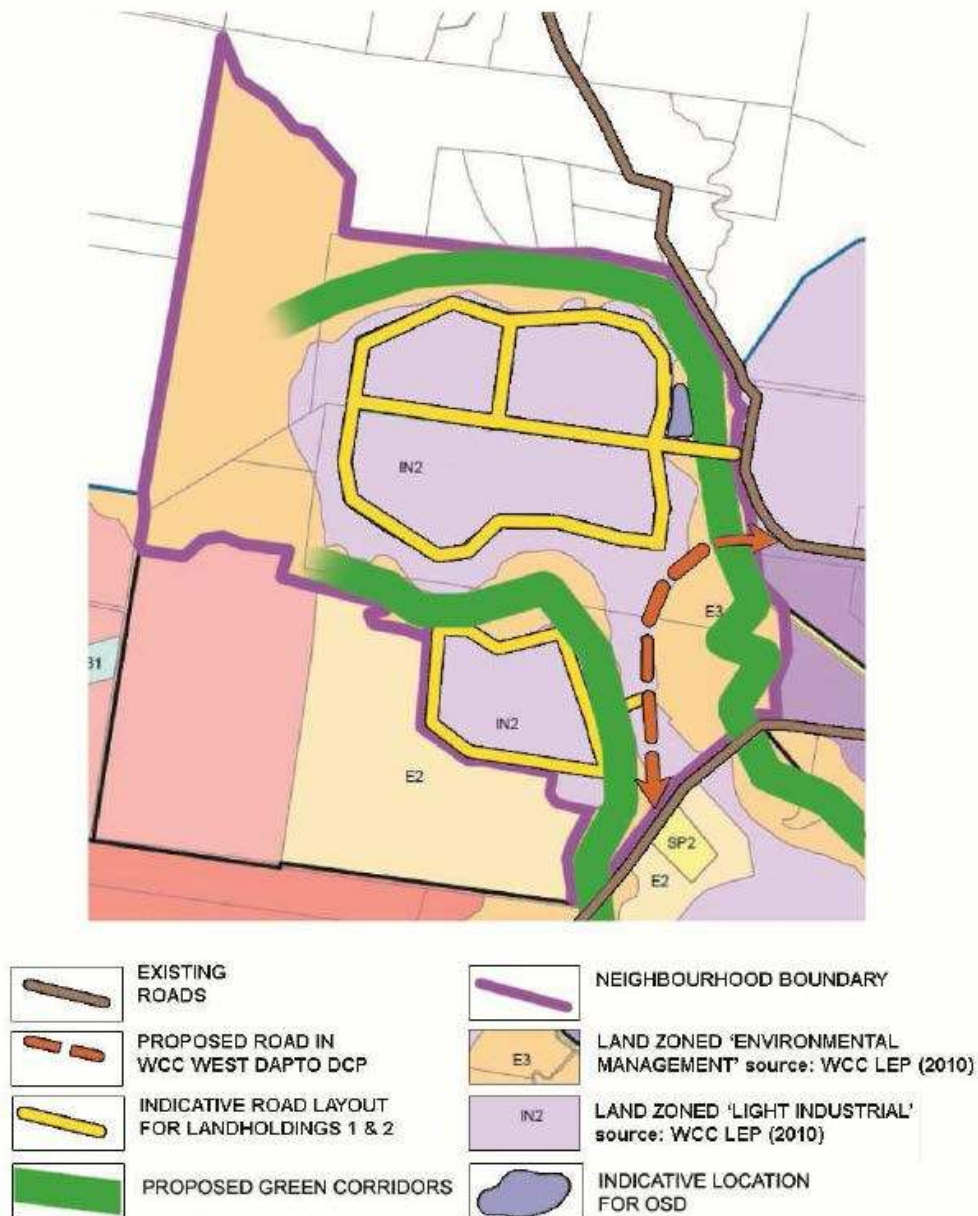 IN2
E3
31
IN2
E2
SP2
E2
EXISTING
ROADS
PROPOSED ROAD IN
WCC WEST DAPTO DCP
INDICATIVE ROAD LAYOUT
FOR LANDHOLDINGS 1 & 2
PROPOSED GREEN CORRIDORS
NEIGHBOURHOOD BOUNDARY
E3
LAND ZONED ‘ENVIRONMENTAL
MANAGEMENT’ source: WCC LEP (2010)
IN2
LAND ZONED ‘LIGHT INDUSTRIAL’
source: WCC LEP (2010)
INDICATIVE LOCATION
FOR OSD